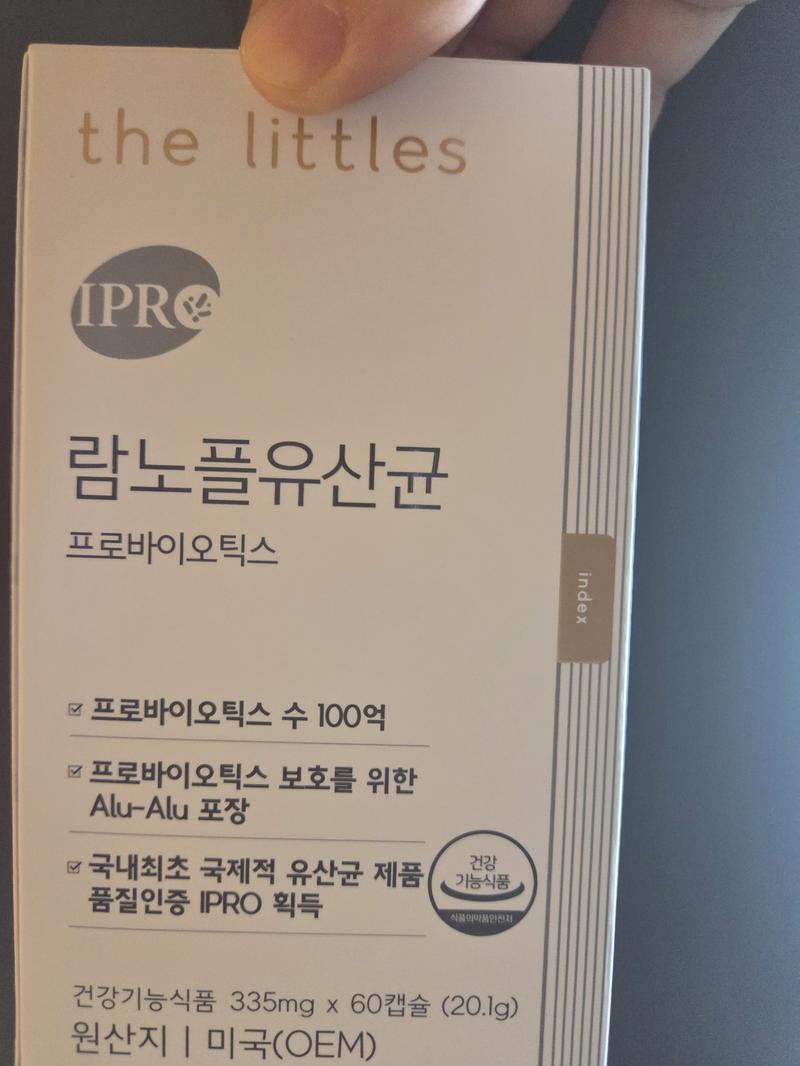 the littles
IPRO
람노플유산균
프로바이오틱스
index
프로바이오틱스 수 100억
프로바이오틱스 보호를 위한
Alu-Alu 포장
국내최초 국제적 유산균 제품
품질인증 IPRO 획득
건강
기능식품
식품의약품안전처
건강기능식품 335mg x 60캡슐 (20.1g)
원산지 | 미국(OEM)